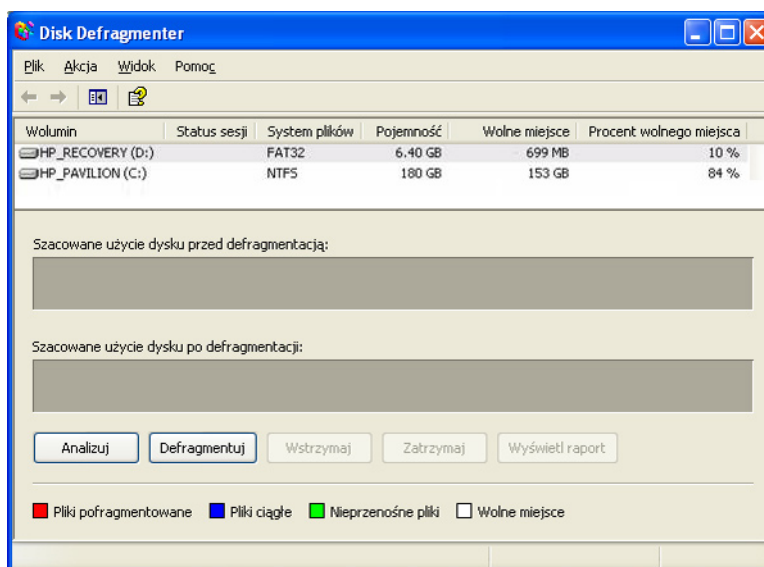 Disk Defragmenter
Plik Akcja Widok Pomoc
Wolumin Status sesji System plików Pojemność Wolne miejsce Procent wolnego miejsca
HP_RECOVERY (D:) FAT32 6.40 GB 699 MB 10 %
HP_PAVILION (C:) NTFS 180 GB 153 GB 84 %
Szacowane użycie dysku przed defragmentacją:
Szacowane użycie dysku po defragmentacji:
Analizuj Defragmentuj Wstrzymaj Zatrzymaj Wyświetl raport
Pliki pofragmentowane Pliki ciągłe Nieprzenośne pliki Wolne miejsce